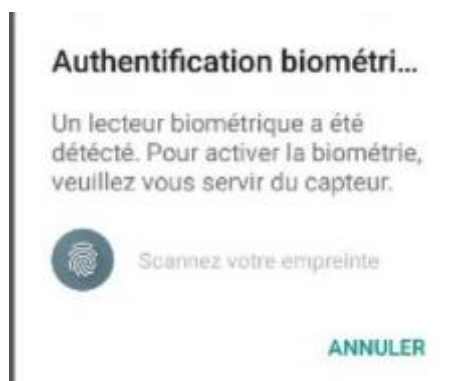 Authentification biométri...
Un lecteur biométrique a été
détécté. Pour activer la biométrie,
veuillez vous servir du capteur.
Scannez votre empreinte
ANNULER